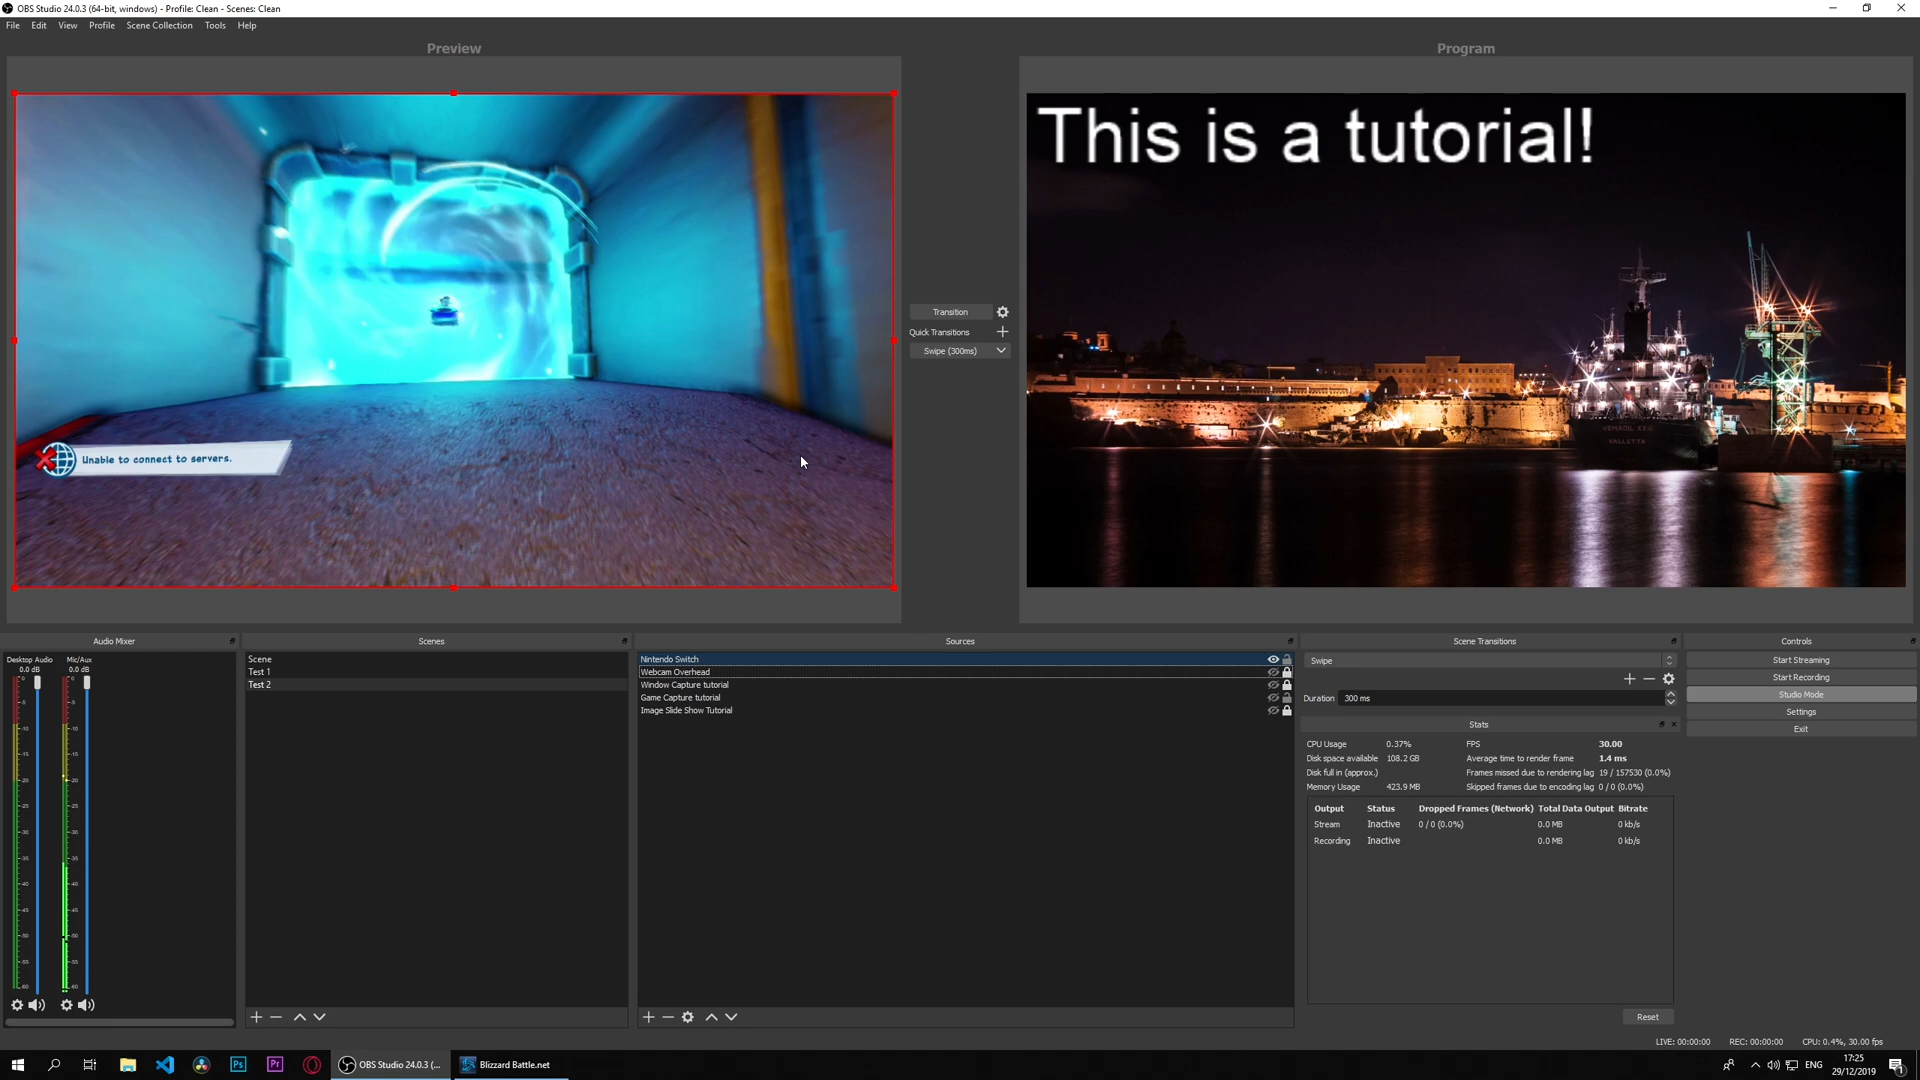 OBS Studio 24.0.3 (64-bit, windows) - Profile: Clean - Scenes: Clean
File Edit View Profile Scene Collection Tools Help
Preview
Program
Unable to connect to servers.
Transition
Quick Transitions
Swipe (300ms)
This is a tutorial!
VALLETTA
Audio Mixer
Desktop Audio
0.0 dB
Mic/Aux
0.0 dB
Scenes
Scene
Test 1
Test 2
Sources
Nintendo Switch
Webcam Overhead
Window Capture tutorial
Game Capture tutorial
Image Slide Show Tutorial
Scene Transitions
Swipe
Duration 300 ms
Stats
CPU Usage 0.37% FPS 30.00
Disk space available 108.2 GB Average time to render frame 1.4 ms
Disk full in (approx.) Frames missed due to rendering lag 19 / 157530 (0.0%)
Memory Usage 423.9 MB Skipped frames due to encoding lag 0 / 0 (0.0%)
Output Status Dropped Frames (Network) Total Data Output Bitrate
Stream Inactive 0 / 0 (0.0%) 0.0 MB 0 kb/s
Recording Inactive 0.0 MB 0 kb/s
Reset
Controls
Start Streaming
Start Recording
Studio Mode
Settings
Exit
LIVE: 00:00:00 REC: 00:00:00 CPU: 0.4%, 30.00 fps
Ps
Pr
OBS Studio 24.0.3 (...
Blizzard Battle.net
ENG
17:25
29/12/2019